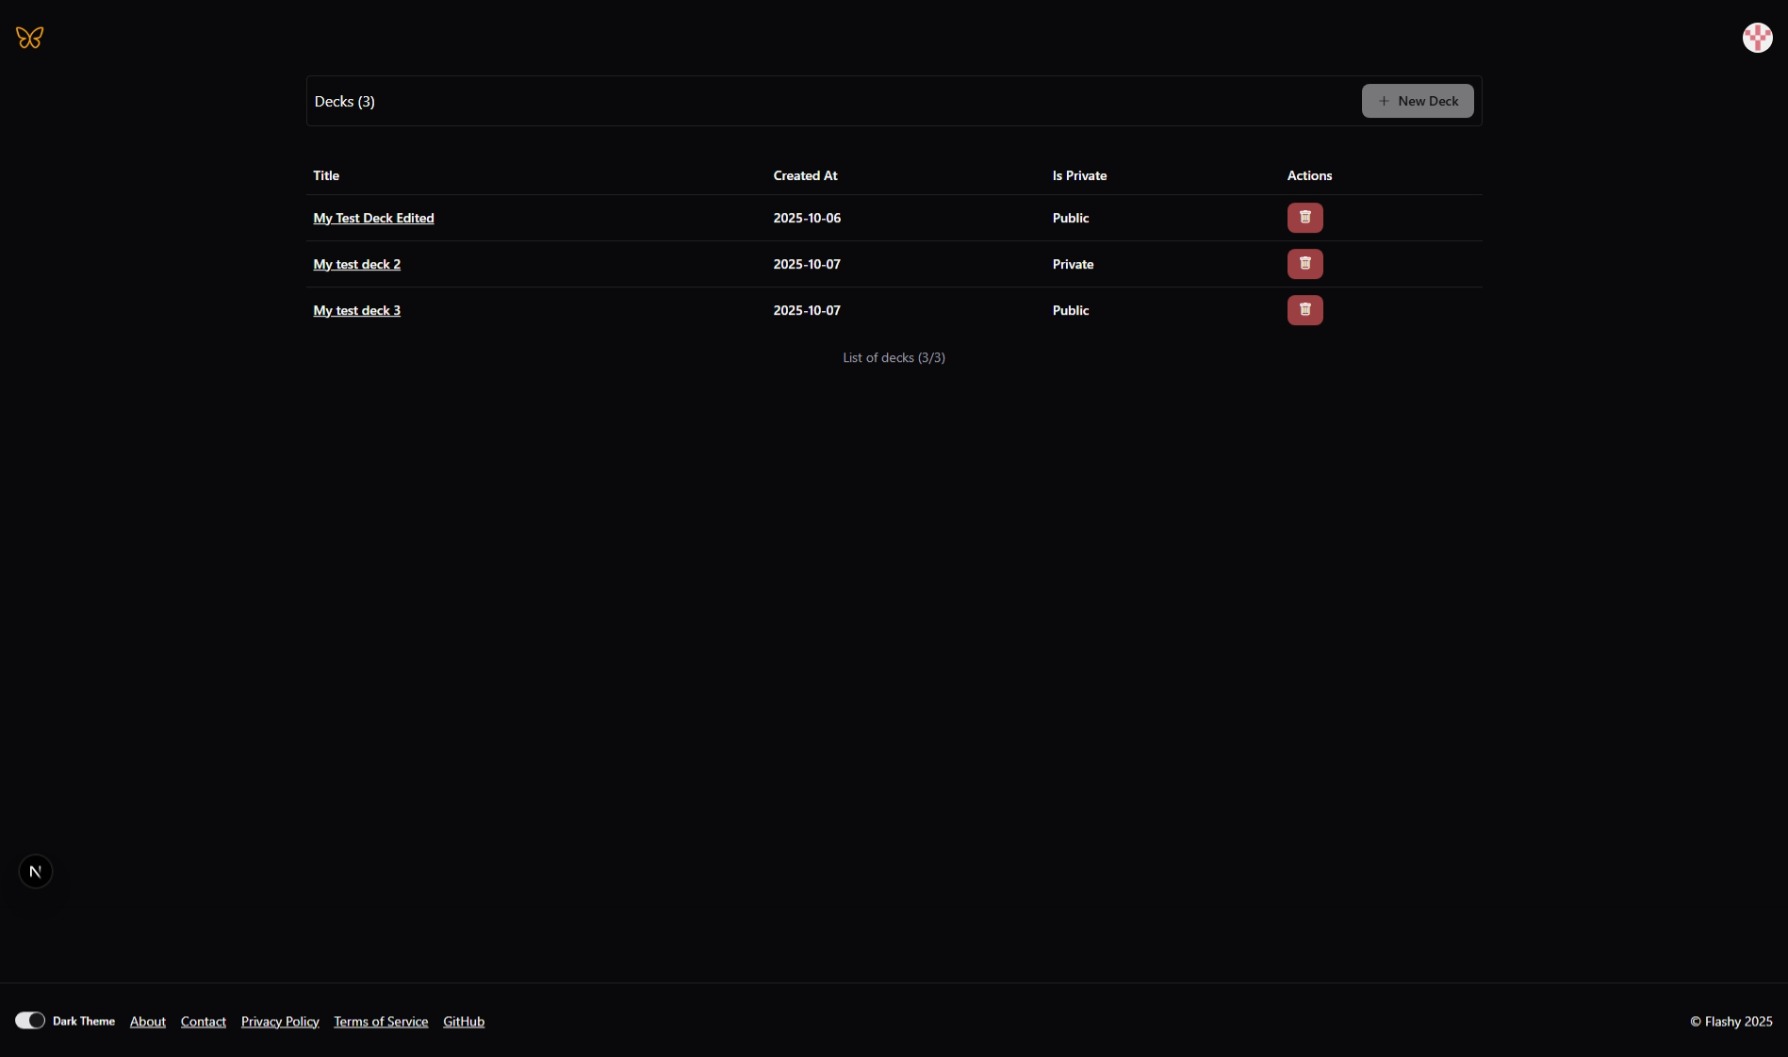 Decks (3)
+ New Deck
Title Created At Is Private Actions
My Test Deck Edited 2025-10-06 Public
My test deck 2 2025-10-07 Private
My test deck 3 2025-10-07 Public
List of decks (3/3)
N
Dark Theme About Contact Privacy Policy Terms of Service GitHub © Flashy 2025